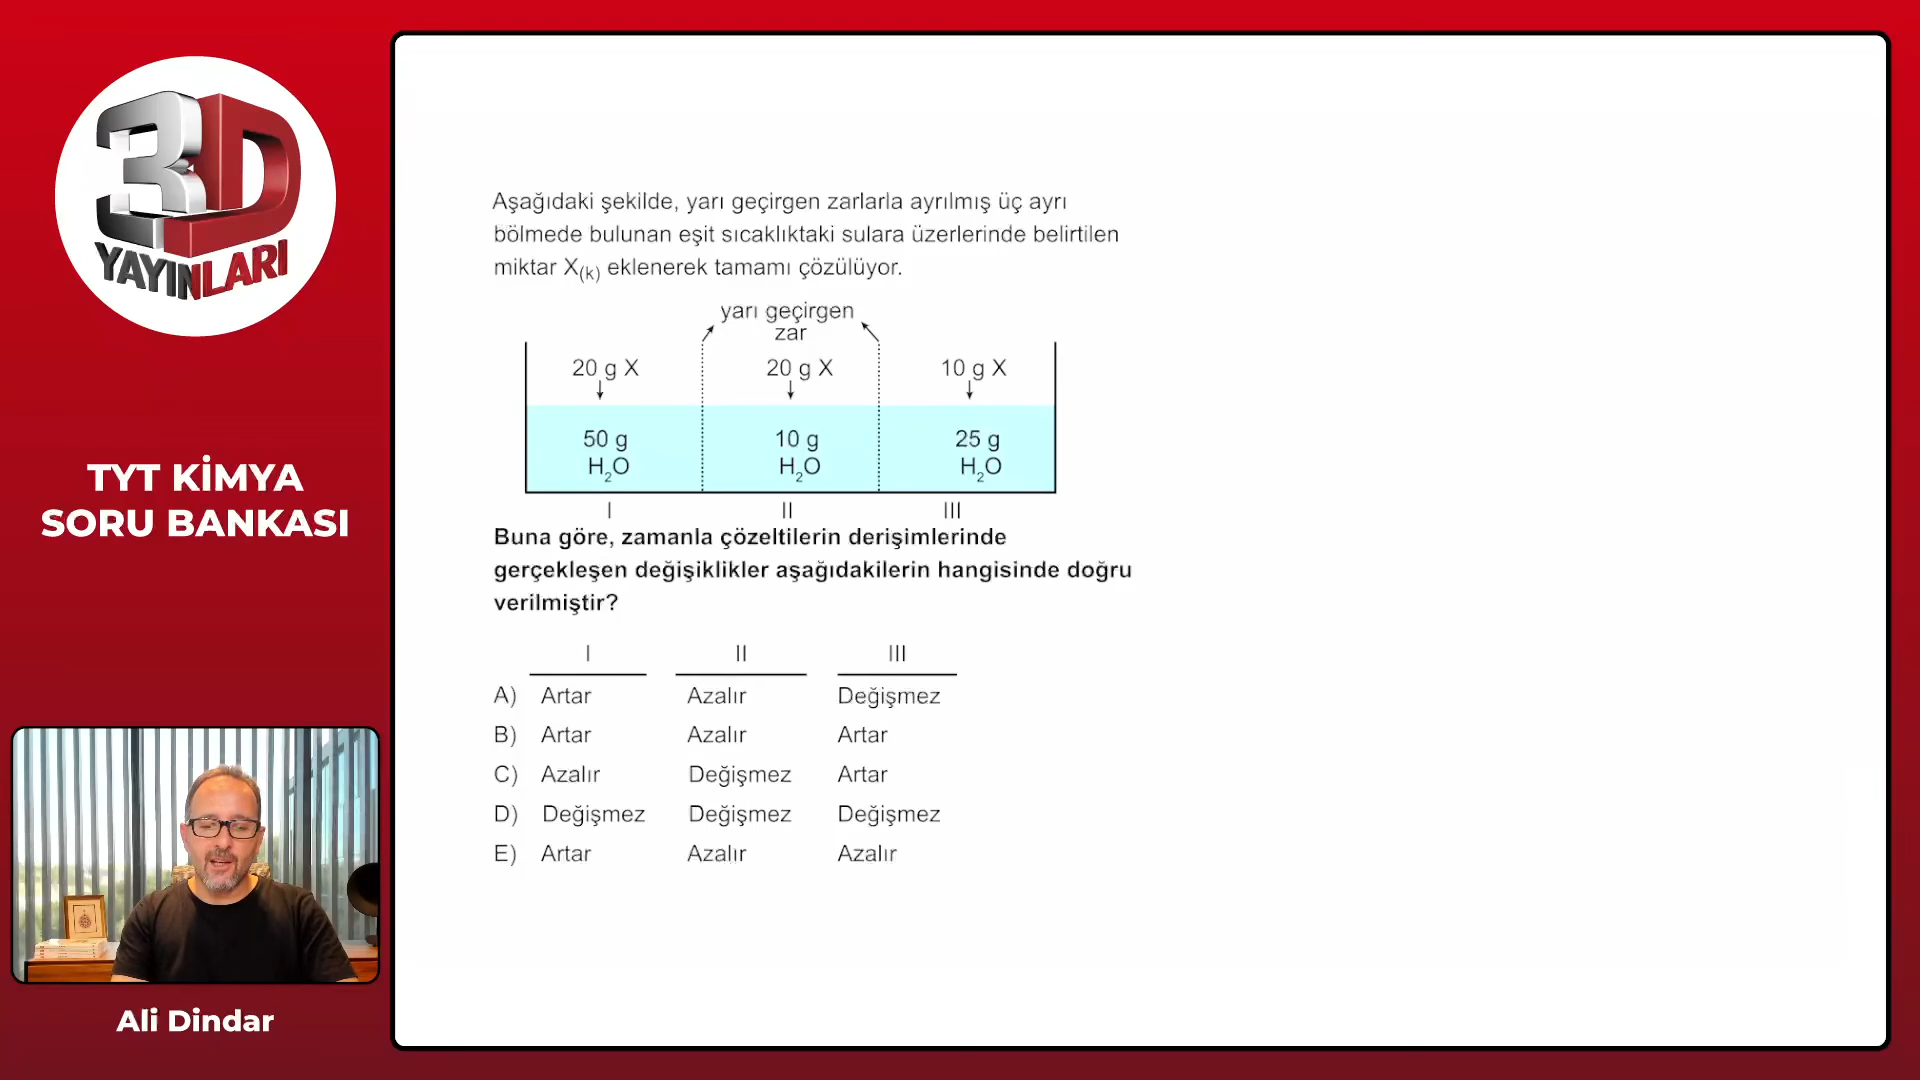 3D
YAYINLARI
TYT KİMYA
SORU BANKASI
Ali Dindar
Aşağıdaki şekilde, yarı geçirgen zarlarla ayrılmış üç ayrı
bölmede bulunan eşit sıcaklıktaki sulara üzerlerinde belirtilen
miktar X(k) eklenerek tamamı çözülüyor.
yarı geçirgen
zar
20 g X 20 g X 10 g X
50 g 10 g 25 g
H2O H2O H2O
I II III
Buna göre, zamanla çözeltilerin derişimlerinde
gerçekleşen değişiklikler aşağıdakilerin hangisinde doğru
verilmiştir?
I II III
A) Artar Azalır Değişmez
B) Artar Azalır Artar
C) Azalır Değişmez Artar
D) Değişmez Değişmez Değişmez
E) Artar Azalır Azalır